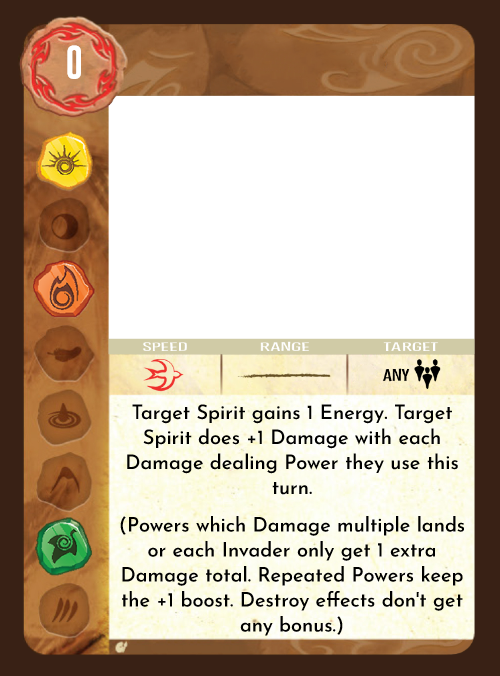 0
SPEED RANGE TARGET
ANY
Target Spirit gains 1 Energy. Target
Spirit does +1 Damage with each
Damage dealing Power they use this
turn.
(Powers which Damage multiple lands
or each Invader only get 1 extra
Damage total. Repeated Powers keep
the +1 boost. Destroy effects don't get
any bonus.)